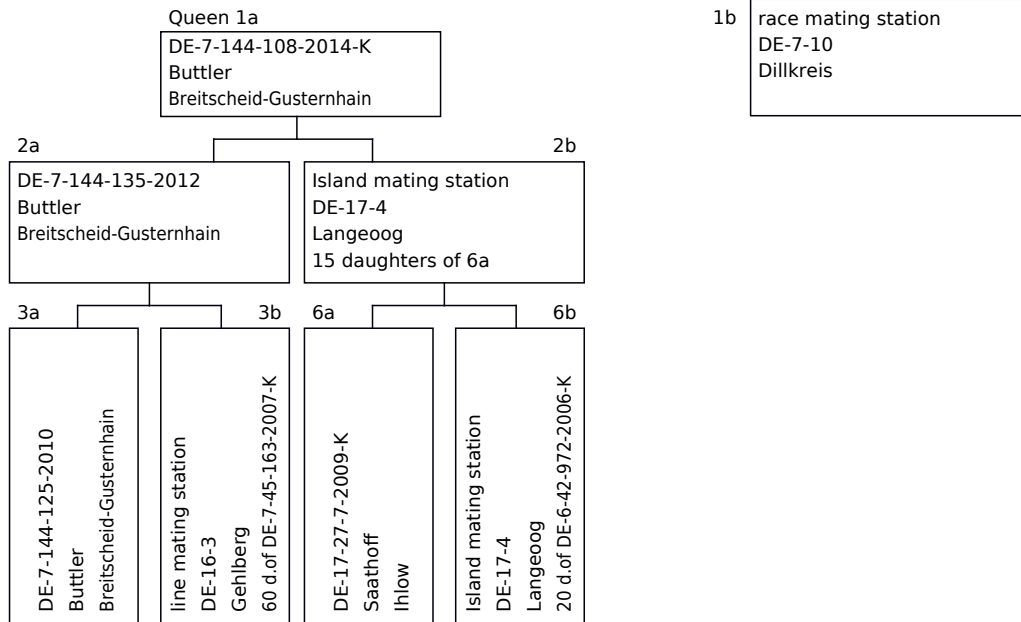 Queen 1a
DE-7-144-108-2014-K
Buttler
Breitscheid-Gusternhain
1b
race mating station
DE-7-10
Dillkreis
2a
DE-7-144-135-2012
Buttler
Breitscheid-Gusternhain
2b
Island mating station
DE-17-4
Langeoog
15 daughters of 6a
3a
DE-7-144-125-2010
Buttler
Breitscheid-Gusternhain
3b
line mating station
DE-16-3
Gehlberg
60 d.of DE-7-45-163-2007-K
6a
DE-17-27-7-2009-K
Saathoff
Ihlow
6b
Island mating station
DE-17-4
Langeoog
20 d.of DE-6-42-972-2006-K